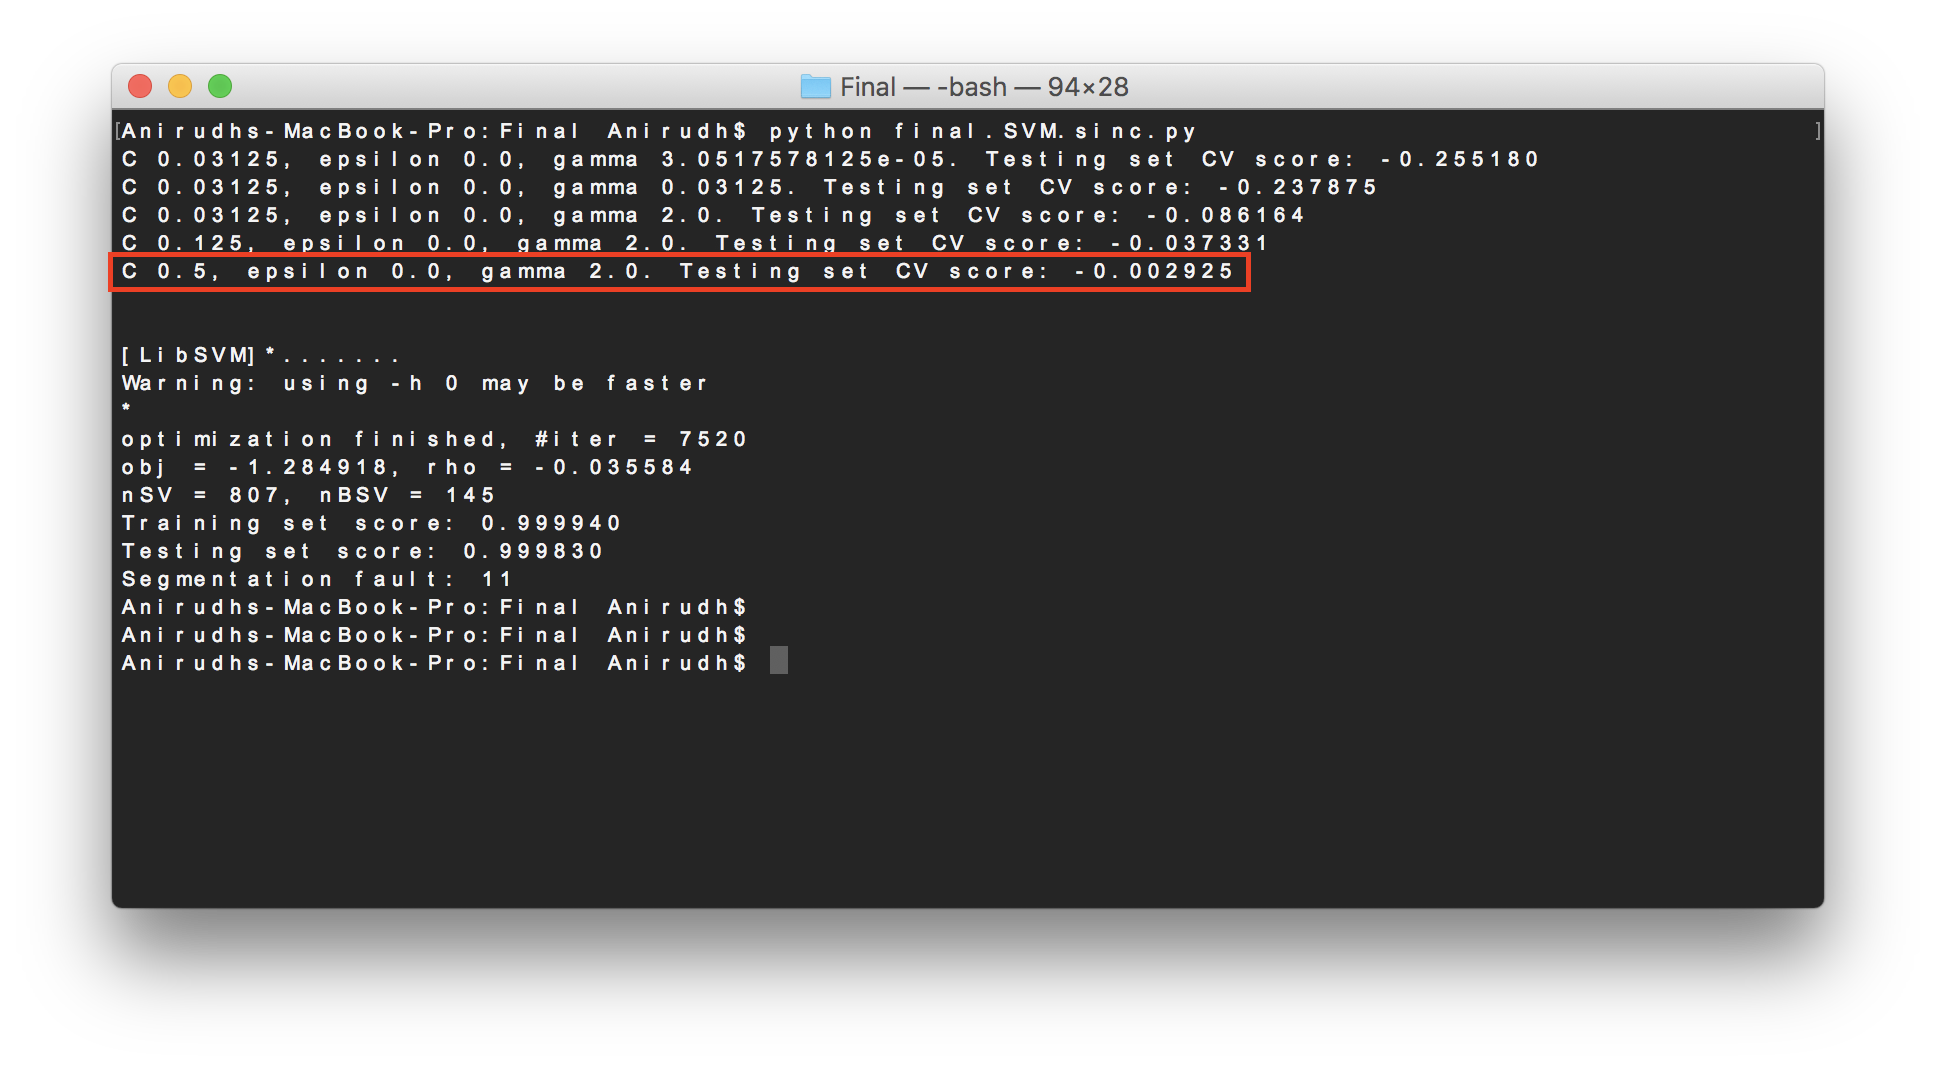 Final — -bash — 94×28
[Anirudhs-MacBook-Pro:Final Anirudh$ python final.SVM.sinc.py ]
C 0.03125, epsilon 0.0, gamma 3.0517578125e-05. Testing set CV score: -0.255180
C 0.03125, epsilon 0.0, gamma 0.03125. Testing set CV score: -0.237875
C 0.03125, epsilon 0.0, gamma 2.0. Testing set CV score: -0.086164
C 0.125, epsilon 0.0, gamma 2.0. Testing set CV score: -0.037331
C 0.5, epsilon 0.0, gamma 2.0. Testing set CV score: -0.002925
[LibSVM]*.......
Warning: using -h 0 may be faster
*
optimization finished, #iter = 7520
obj = -1.284918, rho = -0.035584
nSV = 807, nBSV = 145
Training set score: 0.999940
Testing set score: 0.999830
Segmentation fault: 11
Anirudhs-MacBook-Pro:Final Anirudh$
Anirudhs-MacBook-Pro:Final Anirudh$
Anirudhs-MacBook-Pro:Final Anirudh$